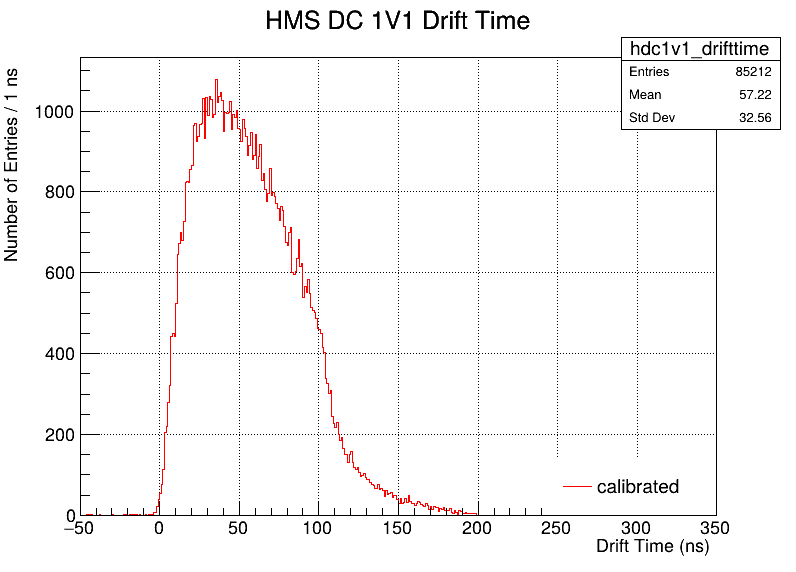 HMS DC 1V1 Drift Time
hdc1v1_drifttime
Entries 85212
Mean 57.22
Std Dev 32.56
Number of Entries / 1 ns
1000
800
600
400
200
0
−50 0 50 100 150 200 250 300 350
calibrated
Drift Time (ns)